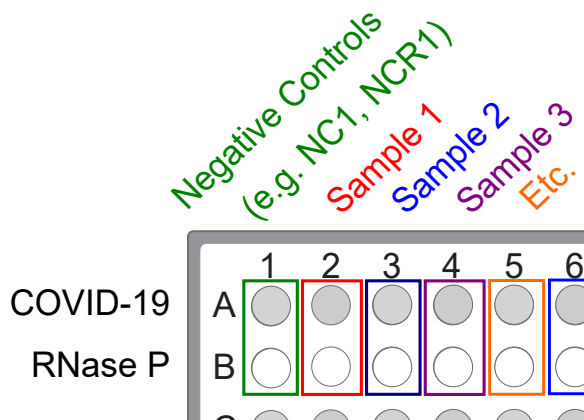 Negative Controls
(e.g. NC1, NCR1)
Sample 1
Sample 2
Sample 3
Etc.
1 2 3 4 5 6
COVID-19 A
RNase P B